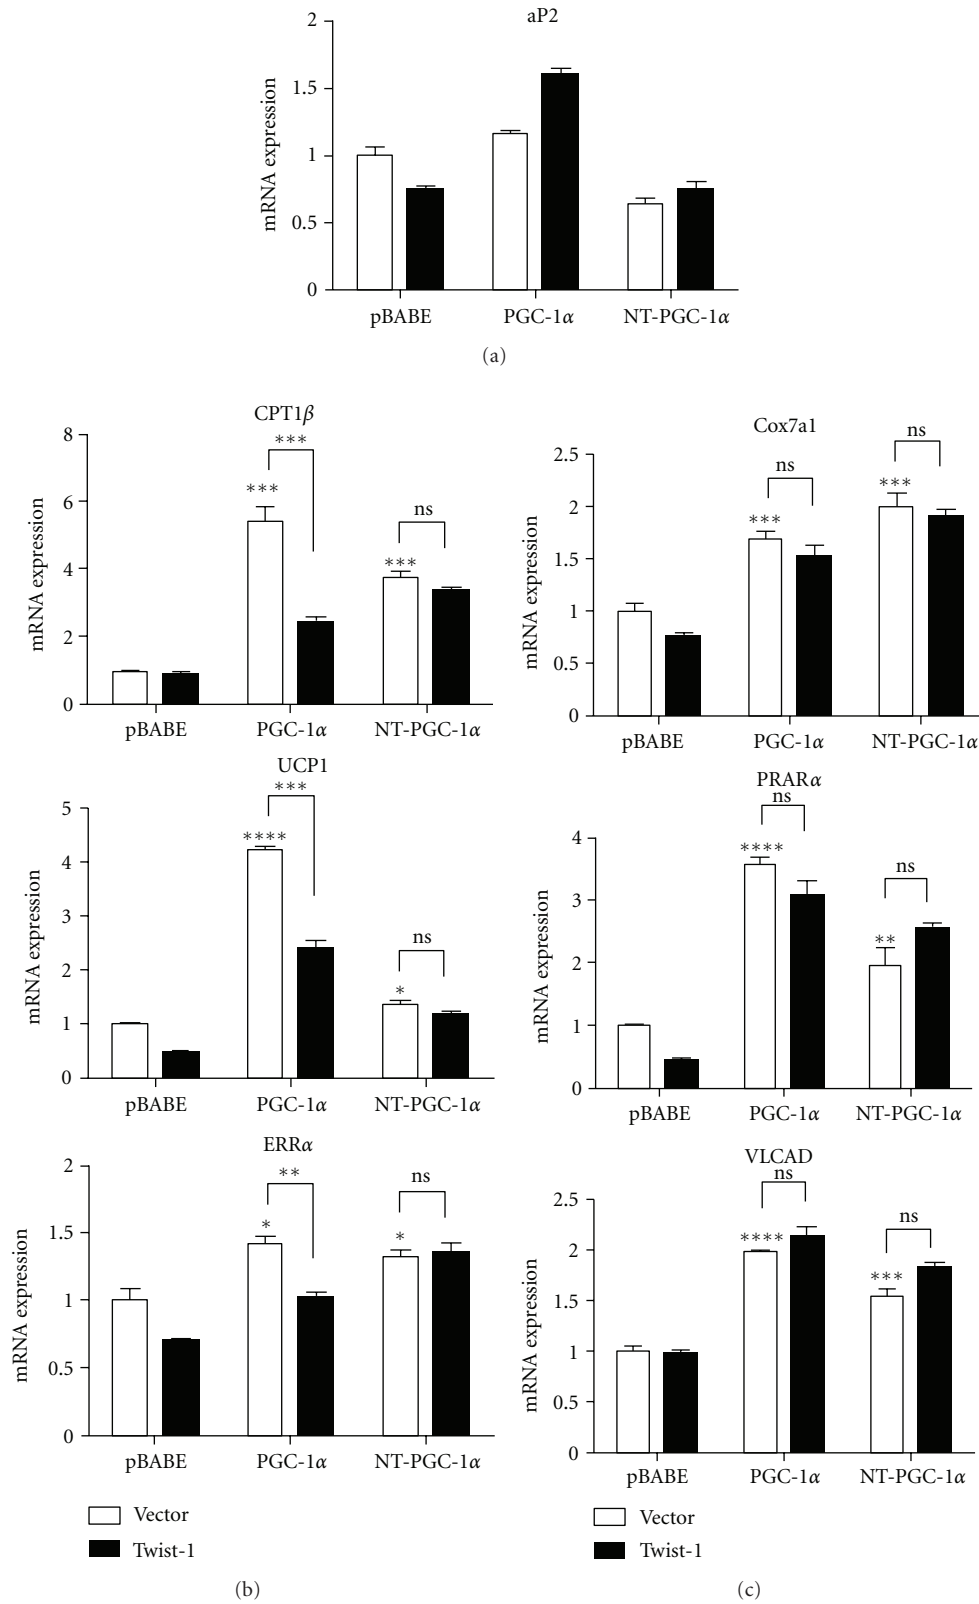 aP2
mRNA expression
2
1.5
1
0.5
0
pBABE PGC-1α NT-PGC-1α
(a)
CPT1β
mRNA expression
8
6
4
2
0
***
***
***
ns
pBABE PGC-1α NT-PGC-1α
UCP1
mRNA expression
5
4
3
2
1
0
***
****
ns
*
pBABE PGC-1α NT-PGC-1α
ERRα
mRNA expression
2
1.5
1
0.5
0
**
*
ns
*
pBABE PGC-1α NT-PGC-1α
Vector
Twist-1
(b)
Cox7a1
mRNA expression
2.5
2
1.5
1
0.5
0
ns
***
ns
***
pBABE PGC-1α NT-PGC-1α
PRARα
mRNA expression
4
3
2
1
0
ns
****
ns
**
pBABE PGC-1α NT-PGC-1α
VLCAD
mRNA expression
2.5
2
1.5
1
0.5
0
ns
****
ns
***
pBABE PGC-1α NT-PGC-1α
Vector
Twist-1
(c)